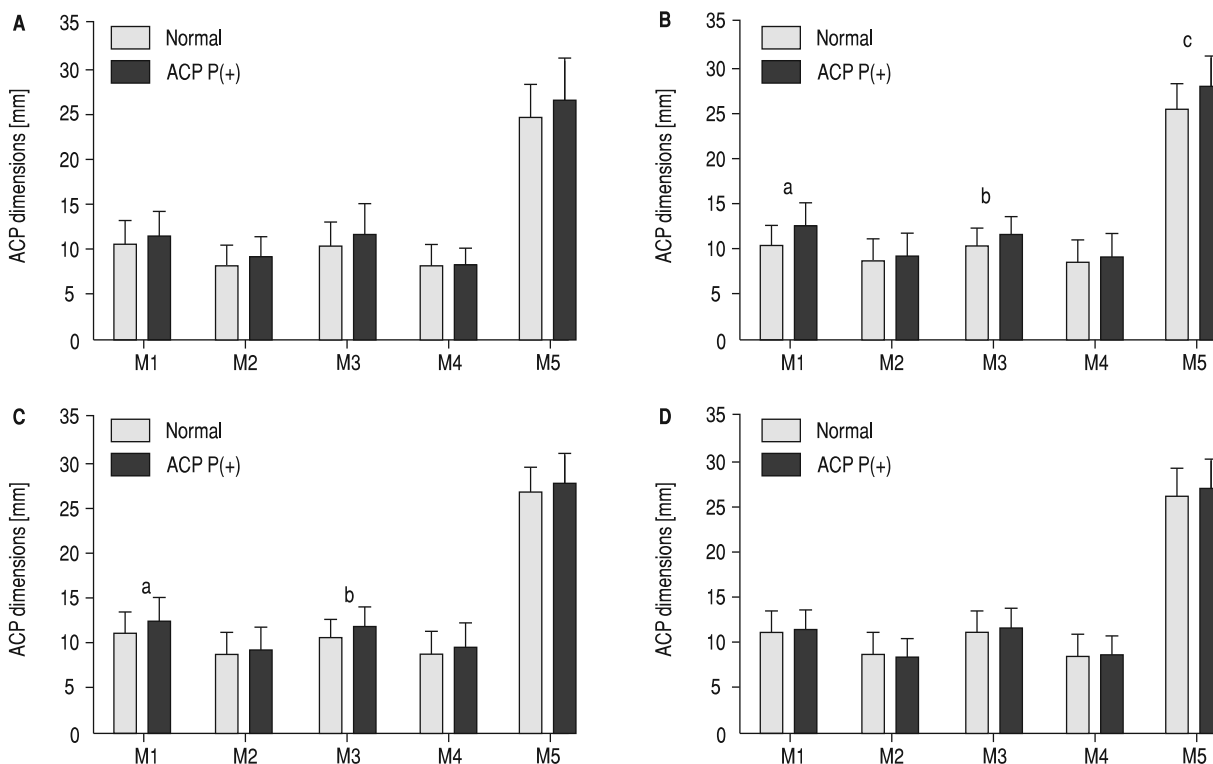 A
ACP dimensions [mm]
35
30
25
20
15
10
5
0
Normal
ACP P(+)
M1
M2
M3
M4
M5
B
ACP dimensions [mm]
35
30
25
20
15
10
5
0
Normal
ACP P(+)
a
b
c
M1
M2
M3
M4
M5
C
ACP dimensions [mm]
35
30
25
20
15
10
5
0
Normal
ACP P(+)
a
b
M1
M2
M3
M4
M5
D
ACP dimensions [mm]
35
30
25
20
15
10
5
0
Normal
ACP P(+)
M1
M2
M3
M4
M5